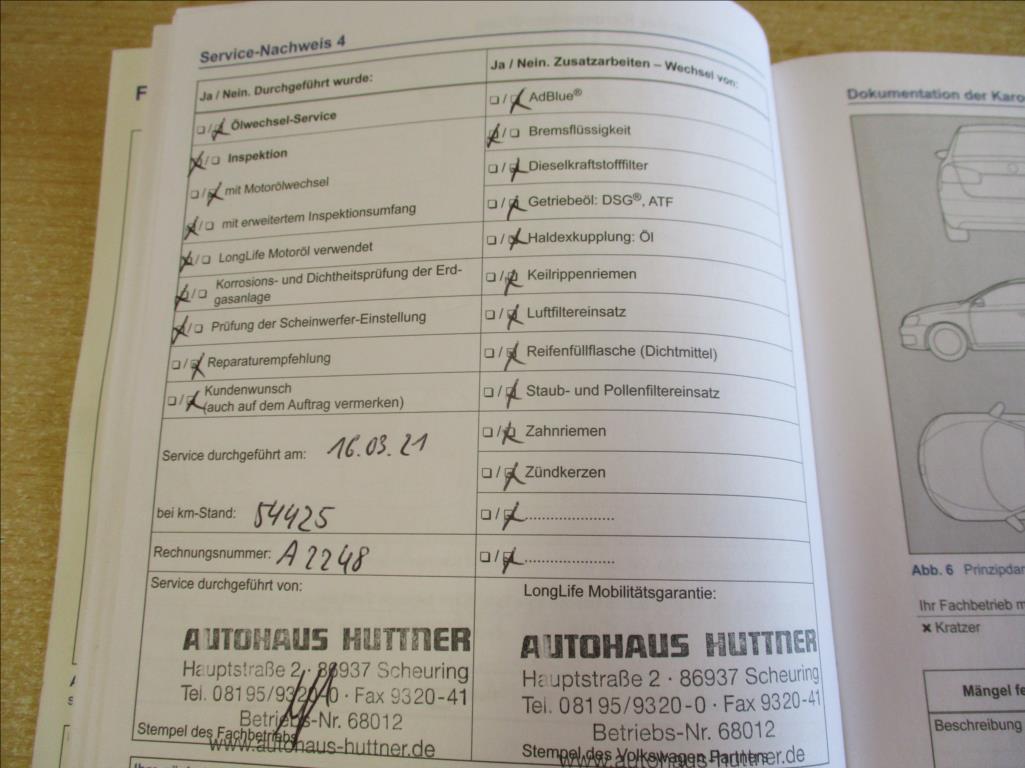 Service-Nachweis 4
Ja / Nein. Durchgeführt wurde:
☐/☒ Ölwechsel-Service
☒/☐ Inspektion
☐/☒ mit Motorölwechsel
☒/☐ mit erweitertem Inspektionsumfang
☒/☐ LongLife Motoröl verwendet
☒/☐ Korrosions- und Dichtheitsprüfung der Erd-
gasanlage
☒/☐ Prüfung der Scheinwerfer-Einstellung
☐/☒ Reparaturempfehlung
☐/☒ Kundenwunsch
(auch auf dem Auftrag vermerken)
Service durchgeführt am: 16.03.21
bei km-Stand: 54425
Rechnungsnummer: A2248
Service durchgeführt von:
AUTOHAUS HUTTNER
Hauptstraße 2 · 86937 Scheuring
Tel. 08195/9320-0 · Fax 9320-41
Betriebs-Nr. 68012
Stempel des Fachbetriebs
www.autohaus-huttner.de
Ja / Nein. Zusatzarbeiten – Wechsel von:
☐/☒ AdBlue®
☒/☐ Bremsflüssigkeit
☐/☒ Dieselkraftstofffilter
☐/☒ Getriebeöl: DSG®, ATF
☐/☒ Haldexkupplung: Öl
☐/☒ Keilrippenriemen
☐/☒ Luftfiltereinsatz
☐/☒ Reifenfüllflasche (Dichtmittel)
☐/☒ Staub- und Pollenfiltereinsatz
☐/☒ Zahnriemen
☐/☒ Zündkerzen
☐/☒ ....................
☐/☒ ....................
LongLife Mobilitätsgarantie:
AUTOHAUS HUTTNER
Hauptstraße 2 · 86937 Scheuring
Tel. 08195/9320-0 · Fax 9320-41
Betriebs-Nr. 68012
Stempel des Volkswagen Partners
www.autohaus-huttner.de
F
Dokumentation der Karo
Abb. 6 Prinzipdar
Ihr Fachbetrieb m
× Kratzer
Mängel fe
Beschreibung